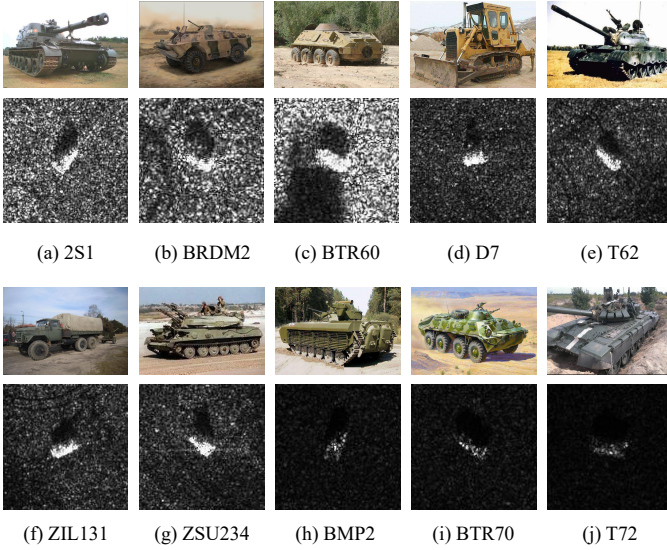 (a) 2S1 (b) BRDM2 (c) BTR60 (d) D7 (e) T62
(f) ZIL131 (g) ZSU234 (h) BMP2 (i) BTR70 (j) T72